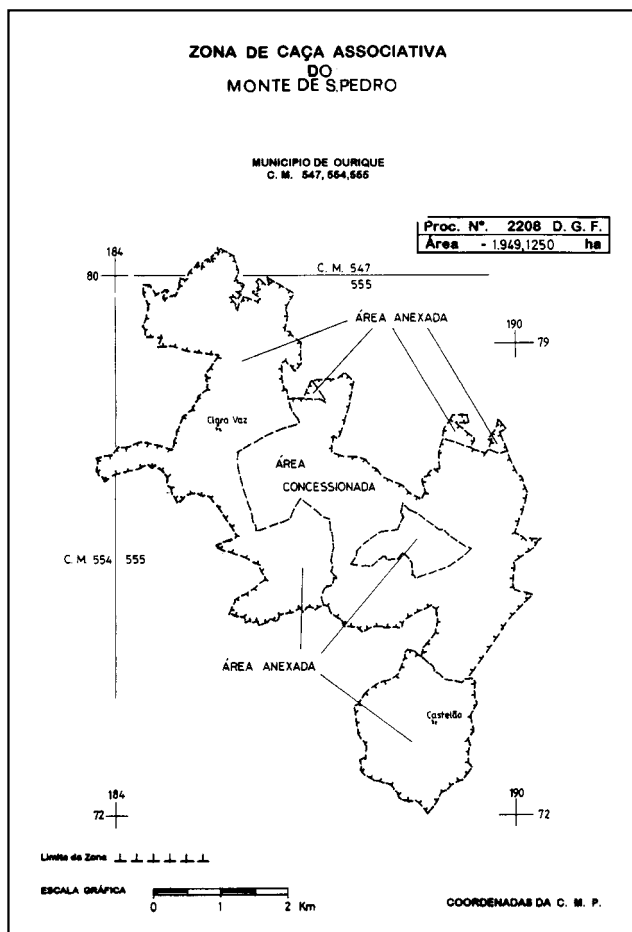 ZONA DE CAÇA ASSOCIATIVA
DO
MONTE DE S.PEDRO
MUNICIPIO DE OURIQUE
C. M. 547, 554,555
Proc. Nº. 2208 D. G. F.
Área - 1.949,1250 ha
184
80
C. M. 547
555
ÁREA ANEXADA
190
79
Cigro Vaz
ÁREA
CONCESSIONADA
C. M. 554 555
ÁREA ANEXADA
Castelão
184
72
190
72
Limite da Zona
ESCALA GRÁFICA
0 1 2 Km
COORDENADAS DA C. M. P.